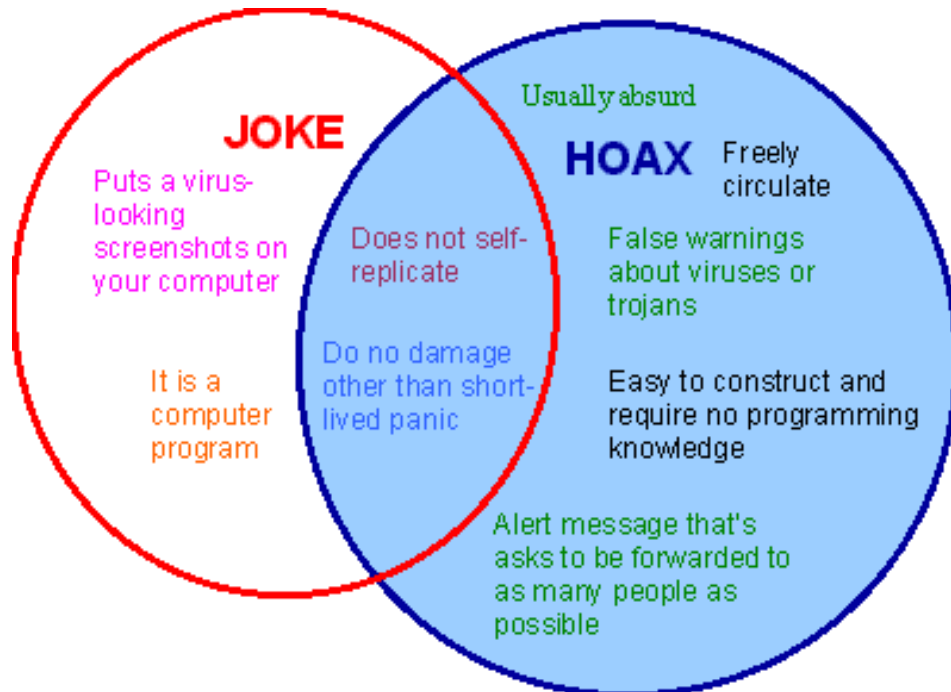 JOKE
Puts a virus-
looking
screenshots on
your computer
It is a
computer
program
Does not self-
replicate
Do no damage
other than short-
lived panic
Usually absurd
HOAX
Freely
circulate
False warnings
about viruses or
trojans
Easy to construct and
require no programming
knowledge
Alert message that's
asks to be forwarded to
as many people as
possible